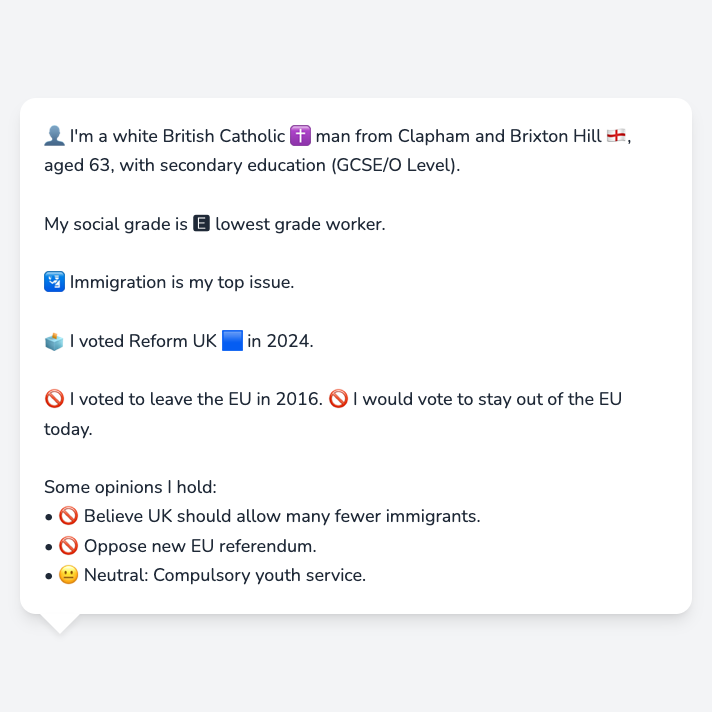 👤 I'm a white British Catholic ✝️ man from Clapham and Brixton Hill 🏴󠁧󠁢󠁥󠁮󠁧󠁿,
aged 63, with secondary education (GCSE/O Level).
My social grade is 🅴 lowest grade worker.
🛂 Immigration is my top issue.
🗳️ I voted Reform UK 🟦 in 2024.
🚫 I voted to leave the EU in 2016. 🚫 I would vote to stay out of the EU
today.
Some opinions I hold:
• 🚫 Believe UK should allow many fewer immigrants.
• 🚫 Oppose new EU referendum.
• 😐 Neutral: Compulsory youth service.